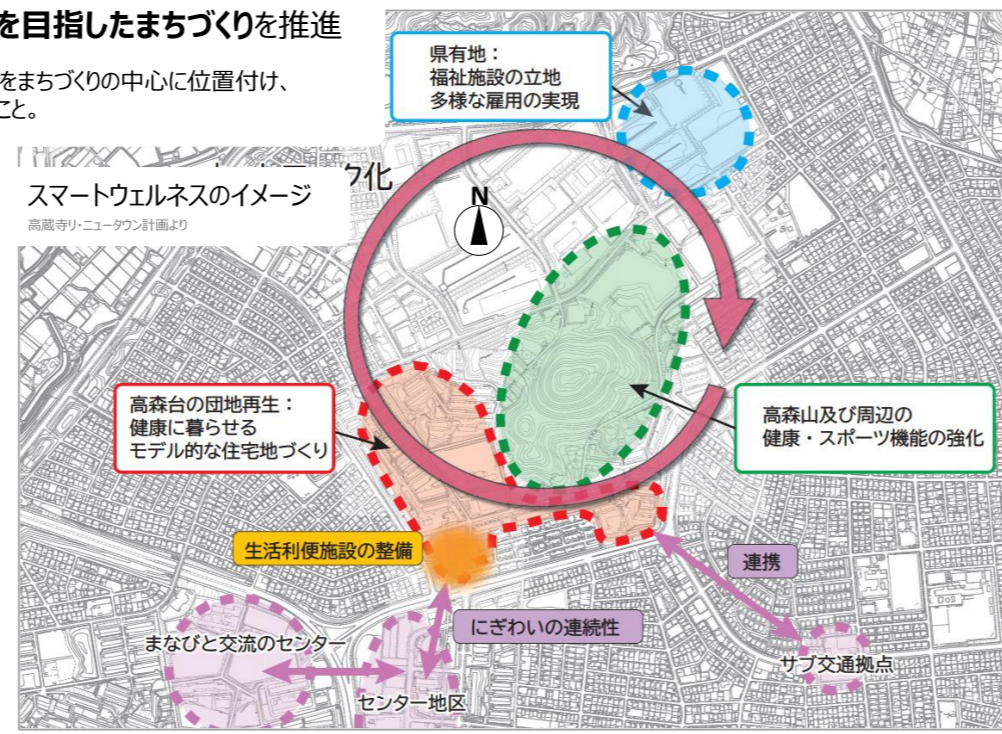 を目指したまちづくりを推進
をまちづくりの中心に位置付け、
こと。
ク化
スマートウェルネスのイメージ
高蔵寺リ・ニュータウン計画より
県有地：
福祉施設の立地
多様な雇用の実現
N
高森台の団地再生：
健康に暮らせる
モデル的な住宅地づくり
高森山及び周辺の
健康・スポーツ機能の強化
生活利便施設の整備
連携
にぎわいの連続性
まなびと交流のセンター
サブ交通拠点
センター地区